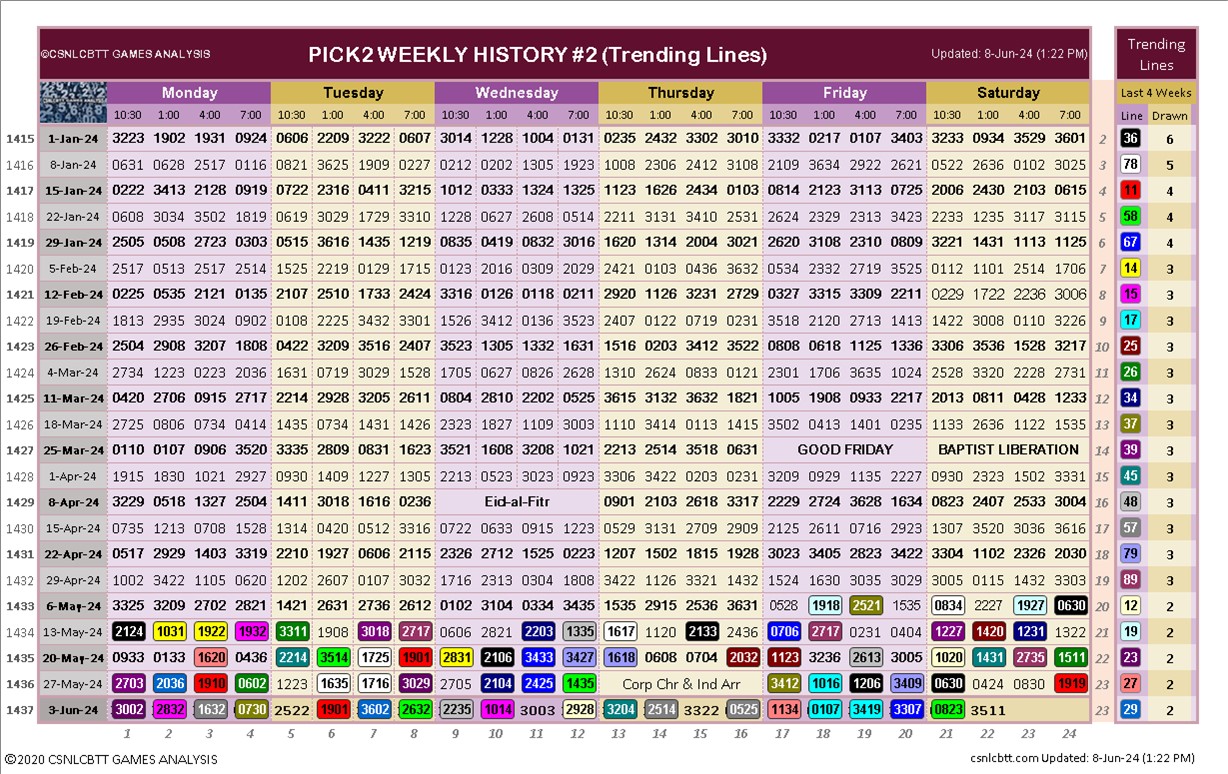 ©2020 CSNLCBTT GAMES ANALYSIS PICK2 WEEKLY HISTORY #2 (Trending Lines) Updated: 8-Jun-24 (1:22 PM) Trending Lines
Monday Tuesday Wednesday Thursday Friday Saturday Last 4 Weeks
10:30 1:00 4:00 7:00 10:30 1:00 4:00 7:00 10:30 1:00 4:00 7:00 10:30 1:00 4:00 7:00 10:30 1:00 4:00 7:00 10:30 1:00 4:00 7:00 Line Drawn
1415 1-Jan-24 3223 1902 1931 0924 0606 2209 3222 0607 3014 1228 1004 0131 0235 2432 3302 3010 3332 0217 0107 3403 3233 0934 3529 3601 2 36 6
1416 8-Jan-24 0631 0628 2517 0116 0821 3625 1909 0227 0212 0202 1305 1923 1008 2306 2412 3108 2109 3634 2222 2621 0522 2636 0102 3025 3 78 5
1417 15-Jan-24 0222 3413 2128 0919 0722 2316 0411 3215 1012 0333 1324 1325 1123 1626 2434 0103 0814 2123 3113 0725 2006 2430 2103 0615 4 11 4
1418 22-Jan-24 0608 3034 3502 1819 0619 3029 1729 3310 1228 0627 2608 0514 2211 3131 3410 2531 2624 2329 2313 3423 2233 1235 3117 3115 5 58 4
1419 29-Jan-24 2505 0508 2723 0303 0515 3616 1435 1219 0835 0419 0832 3016 1620 1314 2004 3021 2620 3108 2310 0809 3221 1431 1113 1125 6 67 4
1420 5-Feb-24 2517 0513 2517 2514 1525 2219 0129 1715 0123 2016 0309 2029 2421 0103 0436 3632 0534 2332 2719 3525 0112 1101 2514 1706 7 14 3
1421 12-Feb-24 0225 0535 2121 0135 2107 2510 1733 2424 3316 0126 0118 0211 2920 1126 3231 2729 0327 3315 3309 2211 0229 1722 2236 3006 8 15 3
1422 19-Feb-24 1813 2935 3024 0902 0108 2225 3432 3301 1526 3412 0136 3523 2407 0122 0719 0231 3518 2120 2713 1413 1422 3008 0110 3226 9 17 3
1423 26-Feb-24 2504 2908 3207 1808 0422 3209 3516 2407 3523 1305 1332 1631 1516 0203 3412 3522 0808 0618 1125 1336 3306 3536 1528 3217 10 25 3
1424 4-Mar-24 2734 1223 0223 2036 1631 0719 3029 1528 1705 0627 0826 2628 1310 2624 0833 0121 2301 1706 3635 1024 2528 3320 2228 2731 11 26 3
1425 11-Mar-24 0420 2706 0915 2717 2214 2928 3205 2611 0804 2810 2202 0525 3615 3132 3632 1821 1005 1908 0933 2217 2013 0811 0428 1233 12 34 3
1426 18-Mar-24 2725 0806 0734 0414 1435 0734 1431 1426 2323 1827 1109 3003 1110 3414 0113 1415 3502 0413 1401 0235 1133 2636 1122 1535 13 37 3
1427 25-Mar-24 0110 0107 0906 3520 3335 2809 0831 1623 3521 1608 3208 1021 2213 2514 3518 0631 GOOD FRIDAY BAPTIST LIBERATION 14 39 3
1428 1-Apr-24 1915 1830 1021 2927 0930 1409 1227 1305 2213 0523 3023 0923 3306 3422 0203 0231 3209 0929 1135 2227 0930 2323 1502 3331 15 45 3
1429 8-Apr-24 3229 0518 1327 2504 1411 3018 1616 0236 Eid-al-Fitr 0901 2103 2618 3317 2229 2724 3628 1634 0823 2407 2533 3004 16 48 3
1430 15-Apr-24 0735 1213 0708 1528 1314 0420 0512 3316 0722 0633 0915 1223 0529 3131 2709 2909 2125 2611 0716 2923 1307 3520 3036 3616 17 57 3
1431 22-Apr-24 0517 2929 1403 3319 2210 1927 0606 2115 2326 2712 1525 0223 1207 1502 1815 1928 3023 3405 2823 3422 3304 1102 2326 2030 18 79 3
1432 29-Apr-24 1002 3422 1105 0620 1202 2607 0107 3032 1716 2313 0304 1808 3422 1126 3321 1432 1524 1630 3035 3029 3005 0115 1432 3303 19 89 3
1433 6-May-24 3325 3209 2702 2821 1421 2631 2736 2612 0102 3104 0334 3435 1535 2915 2536 3631 0528 1918 2521 1535 0834 2227 1927 0630 20 12 2
1434 13-May-24 2124 1031 1922 1932 3311 1908 3018 2717 0606 2821 2203 1335 1617 1120 2133 2436 0706 2717 0231 0404 1227 1420 1231 1322 21 19 2
1435 20-May-24 0933 0133 1620 0436 2214 3514 1725 1901 2831 2106 3433 3427 1618 0608 0704 2032 1123 3236 2613 3005 1020 1431 2735 1511 22 23 2
1436 27-May-24 2703 2036 1910 0602 1223 1635 1716 3029 2705 2104 2425 1435 Corp Chr & Ind Arr 3412 1016 1206 3409 0630 0424 0830 1919 23 27 2
1437 3-Jun-24 3002 2832 1632 0730 2522 1901 3602 2632 2235 1014 3003 2928 3204 2514 3322 0525 1134 0107 3419 3307 0823 3511 23 29 2
1 2 3 4 5 6 7 8 9 10 11 12 13 14 15 16 17 18 19 20 21 22 23 24
©2020 CSNLCBTT GAMES ANALYSIS csnlcbtt.com Updated: 8-Jun-24 (1:22 PM)